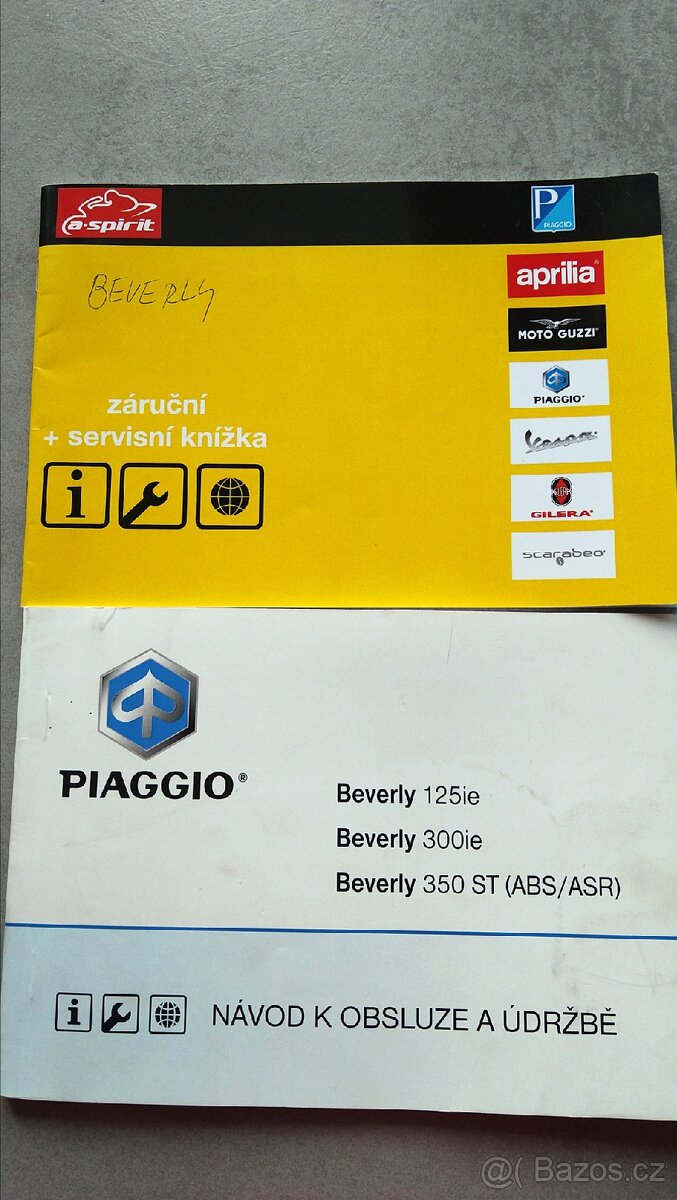 a-spirit
P
PIAGGIO
BEVERLY
aprilia®
MOTO GUZZI®
PIAGGIO®
Vespa®
GILERA
GILERA®
scarabeo®
záruční
+ servisní knížka
i
PIAGGIO®
Beverly 125ie
Beverly 300ie
Beverly 350 ST (ABS/ASR)
i
NÁVOD K OBSLUZE A ÚDRŽBĚ
@( Bazos.cz